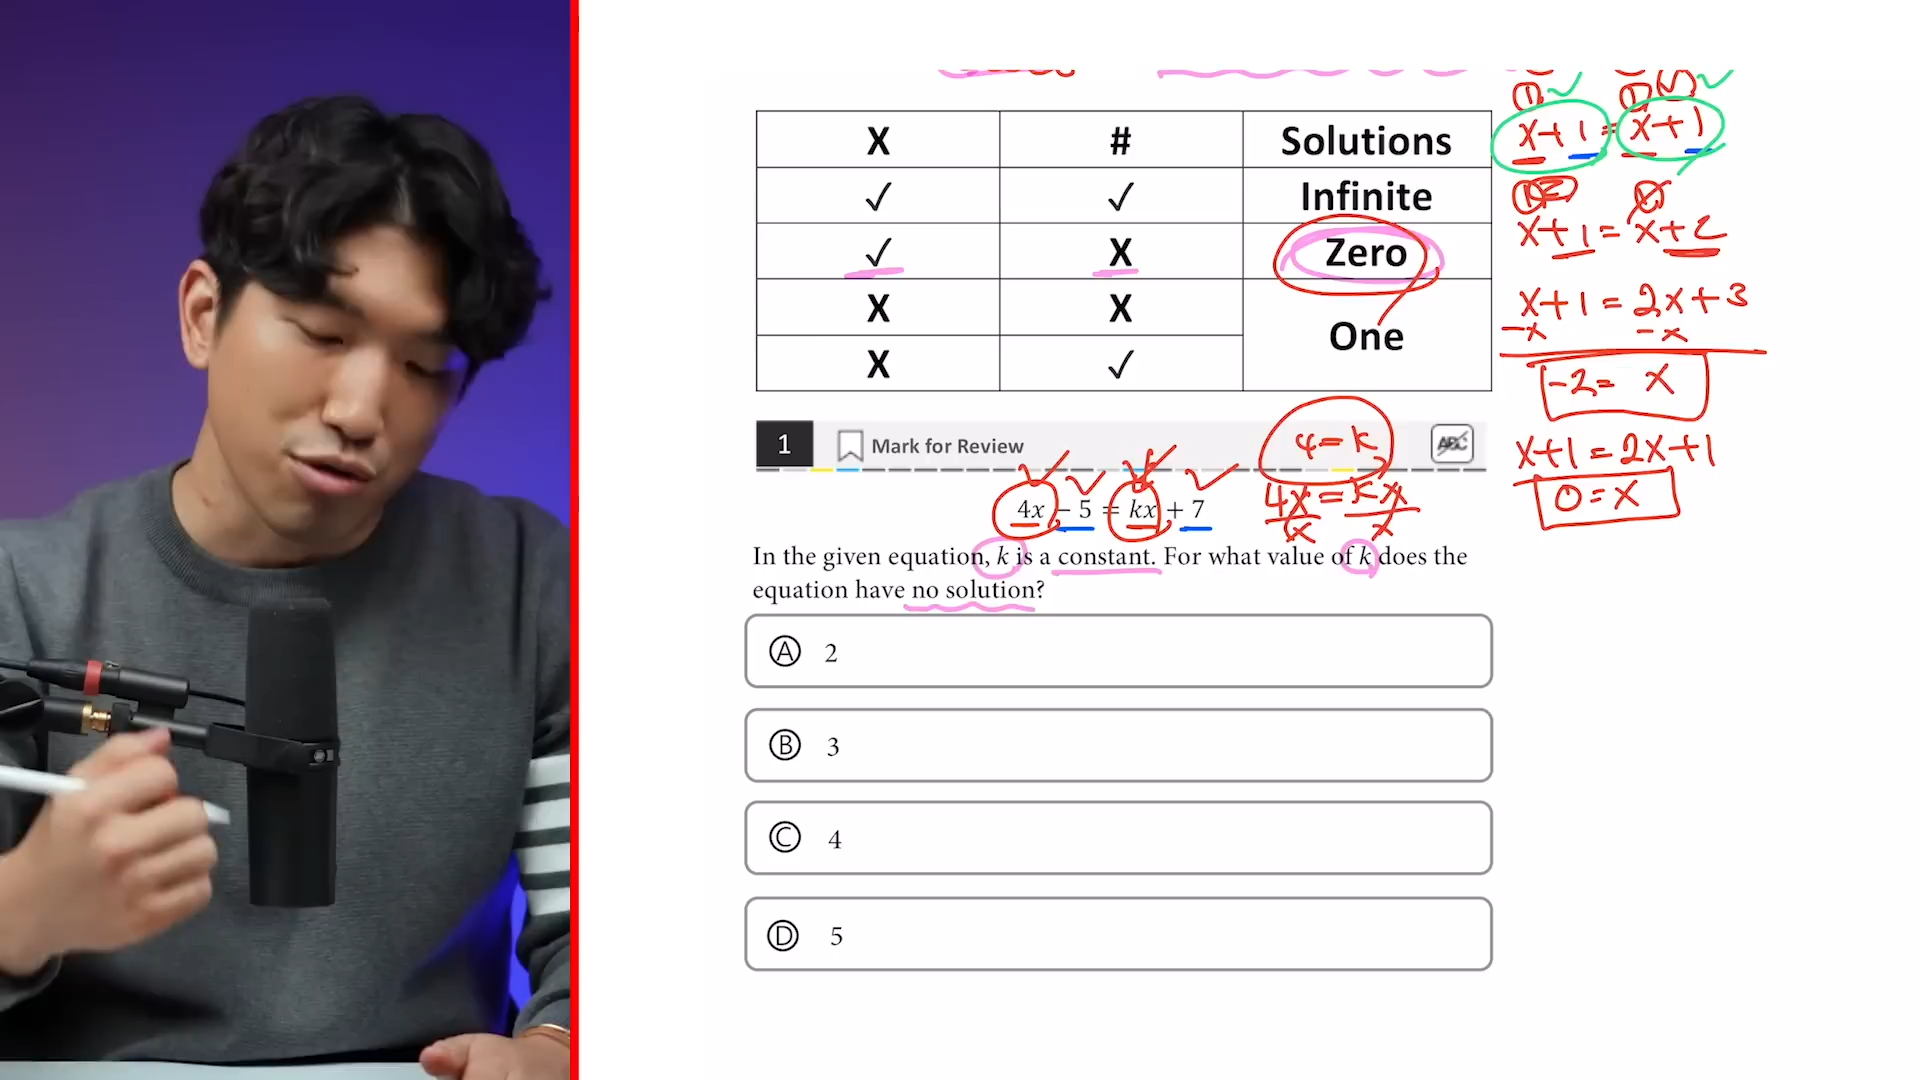 X # Solutions
✓ ✓ Infinite
✓ X Zero
X X One
X ✓
x+1=x+1
x+1=x+2
x+1=2x+3
-x -x
-2= x
x+1=2x+1
0=x
1 Mark for Review ABC
4=k
4x=kx
x x
4x − 5 = kx + 7
In the given equation, k is a constant. For what value of k does the
equation have no solution?
A 2
B 3
C 4
D 5